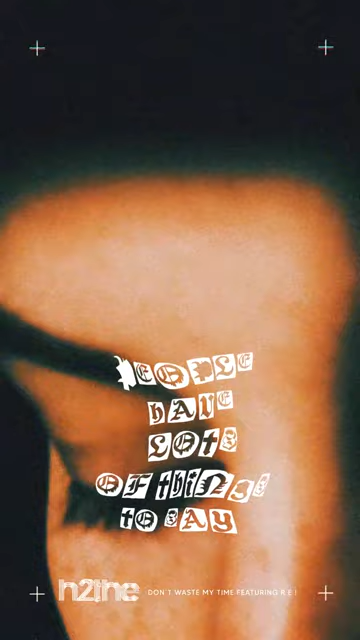 PEOPLE
hAVE
LOtS
OF thiNgs
tO SAY
h2the DON'T WASTE MY TIME FEATURING R.E.I